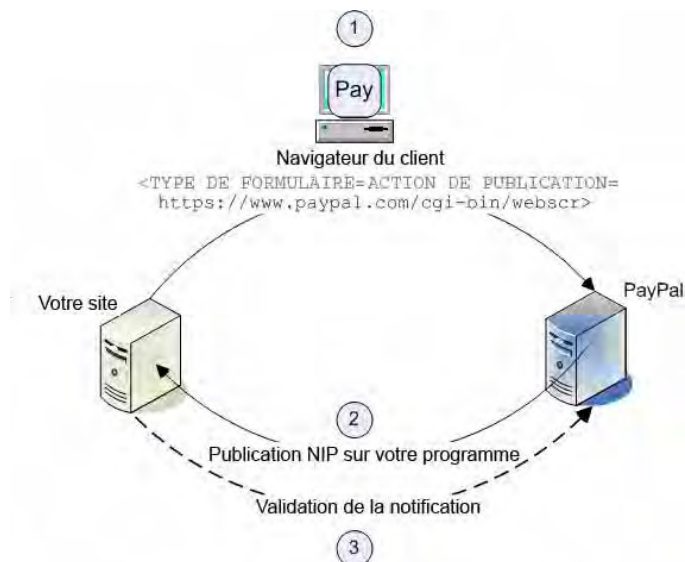 1
Pay
Navigateur du client
<TYPE DE FORMULAIRE=ACTION DE PUBLICATION=
https://www.paypal.com/cgi-bin/webscr>
Votre site
PayPal
2
Publication NIP sur votre programme
Validation de la notification
3